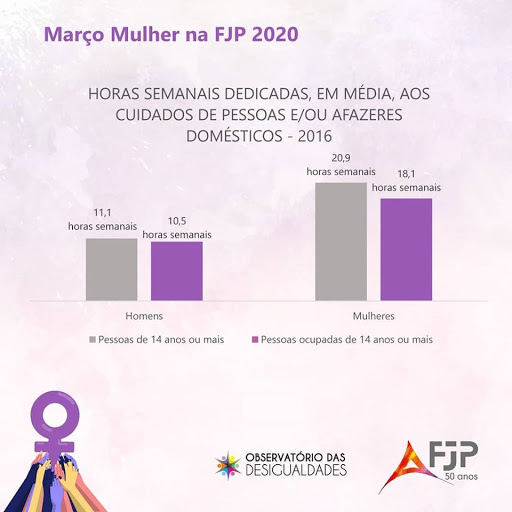 Março Mulher na FJP 2020
HORAS SEMANAIS DEDICADAS, EM MÉDIA, AOS
CUIDADOS DE PESSOAS E/OU AFAZERES
DOMÉSTICOS - 2016
11,1
horas semanais
10,5
horas semanais
20,9
horas semanais
18,1
horas semanais
Homens
Mulheres
Pessoas de 14 anos ou mais
Pessoas ocupadas de 14 anos ou mais
OBSERVATÓRIO DAS
DESIGUALDADES
FJP
50 anos